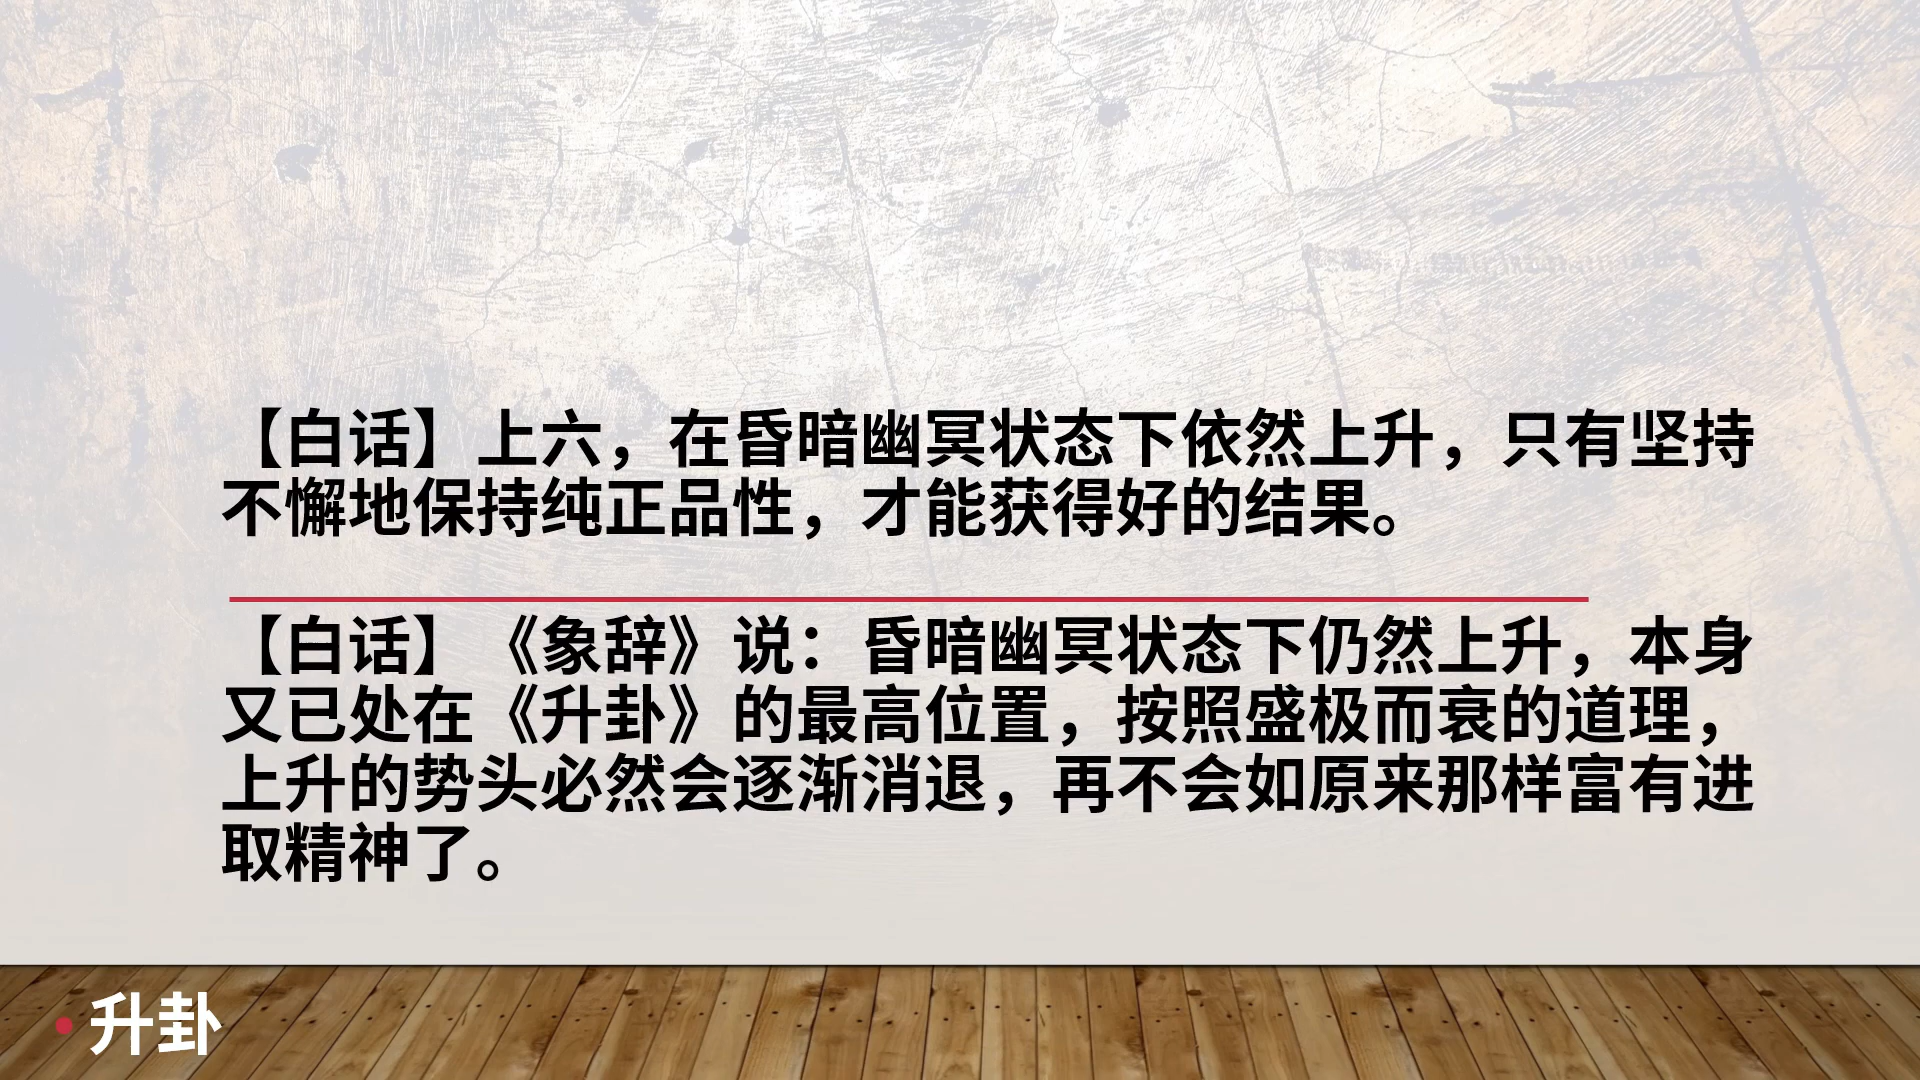 【白话】上六，在昏暗幽冥状态下依然上升，只有坚持
不懈地保持纯正品性，才能获得好的结果。
【白话】《象辞》说：昏暗幽冥状态下仍然上升，本身
又已处在《升卦》的最高位置，按照盛极而衰的道理，
上升的势头必然会逐渐消退，再不会如原来那样富有进
取精神了。
• 升卦